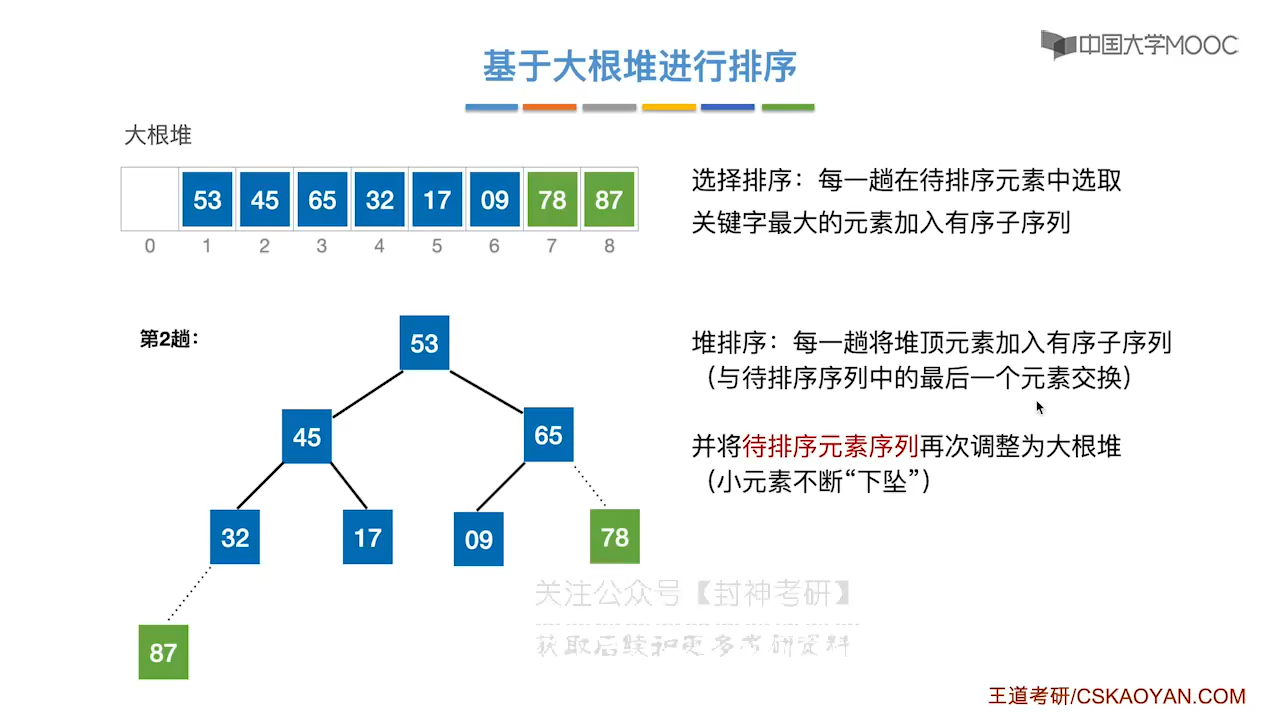 中国大学MOOC
基于大根堆进行排序
大根堆
53 45 65 32 17 09 78 87
0 1 2 3 4 5 6 7 8
选择排序：每一趟在待排序元素中选取
关键字最大的元素加入有序子序列
第2趟：
53
45 65
32 17 09 78
87
堆排序：每一趟将堆顶元素加入有序子序列
（与待排序序列中的最后一个元素交换）
并将待排序元素序列再次调整为大根堆
（小元素不断“下坠”）
关注公众号【封神考研】
获取后续和更多考研资料
王道考研/CSKAOYAN.COM